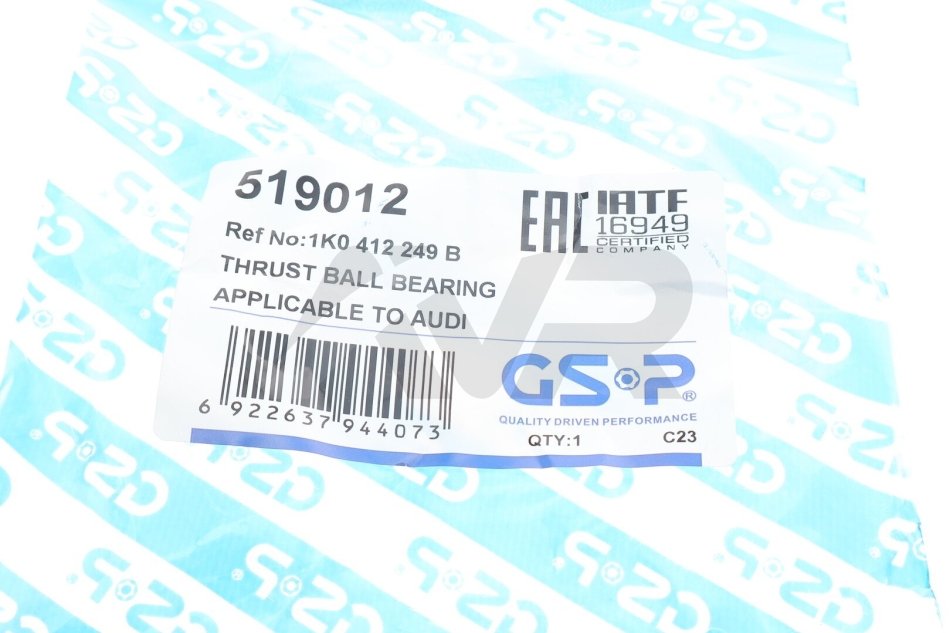 519012
Ref No:1K0 412 249 B
THRUST BALL BEARING
APPLICABLE TO AUDI
6 922637 944073
EAC
IATF
16949
CERTIFIED
COMPANY
GSP®
QUALITY DRIVEN PERFORMANCE
QTY:1
C23